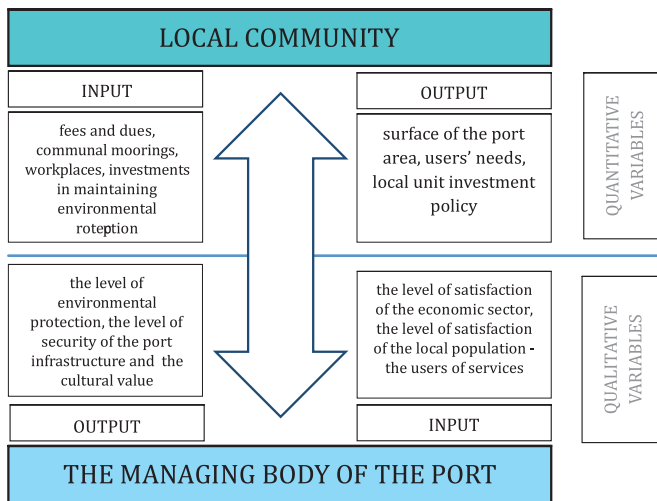 LOCAL COMMUNITY
INPUT
fees and dues,
communal moorings,
workplaces, investments
in maintaining
environmental
roteption
OUTPUT
surface of the port
area, users’ needs,
local unit investment
policy
QUANTITATIVE
VARIABLES
the level of
environmental
protection, the level of
security of the port
infrastructure and the
cultural value
OUTPUT
the level of satisfaction
of the economic sector,
the level of satisfaction
of the local population -
the users of services
INPUT
QUALITATIVE
VARIABLES
THE MANAGING BODY OF THE PORT